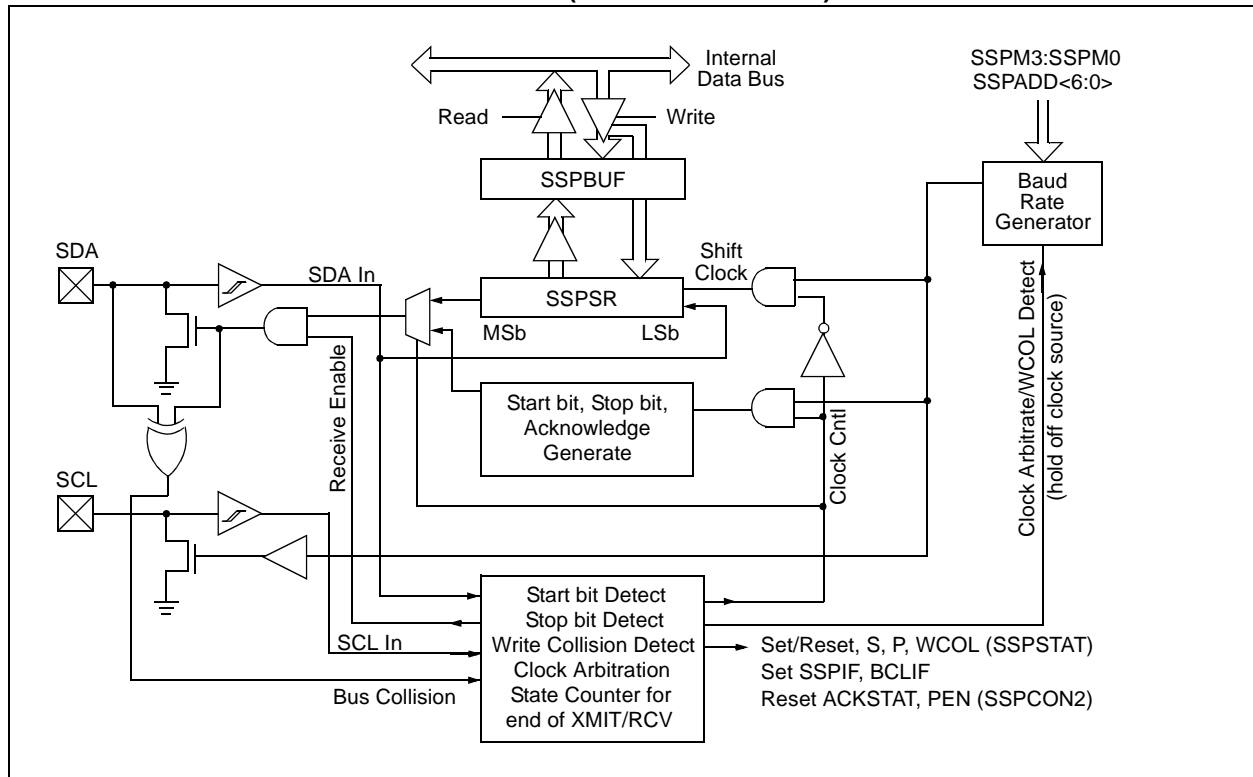 Internal
Data Bus
SSPM3:SSPM0
SSPADD<6:0>
Read
Write
SSPBUF
Baud
Rate
Generator
SDA
SDA In
Shift
Clock
SSPSR
MSb
LSb
Start bit, Stop bit,
Acknowledge
Generate
Receive Enable
Clock Cntl
Clock Arbitrate/WCOL Detect
(hold off clock source)
SCL
SCL In
Bus Collision
Start bit Detect
Stop bit Detect
Write Collision Detect
Clock Arbitration
State Counter for
end of XMIT/RCV
Set/Reset, S, P, WCOL (SSPSTAT)
Set SSPIF, BCLIF
Reset ACKSTAT, PEN (SSPCON2)